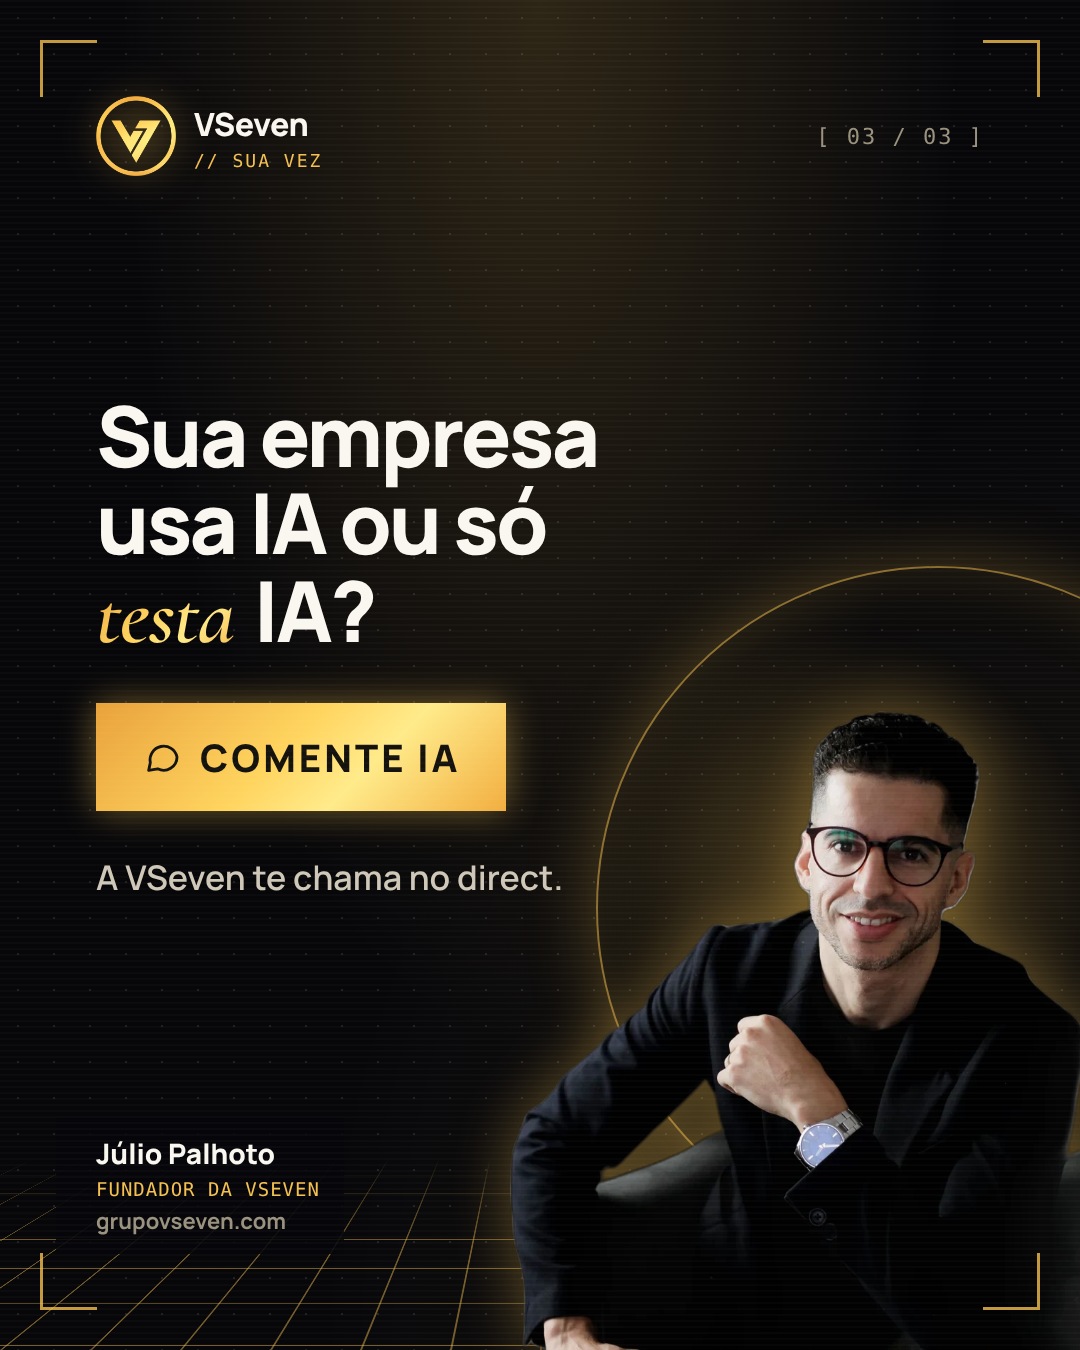 VSeven
// SUA VEZ
[ 03 / 03 ]
Sua empresa
usa IA ou só
testa IA?
COMENTE IA
A VSeven te chama no direct.
Júlio Palhoto
FUNDADOR DA VSEVEN
grupovseven.com